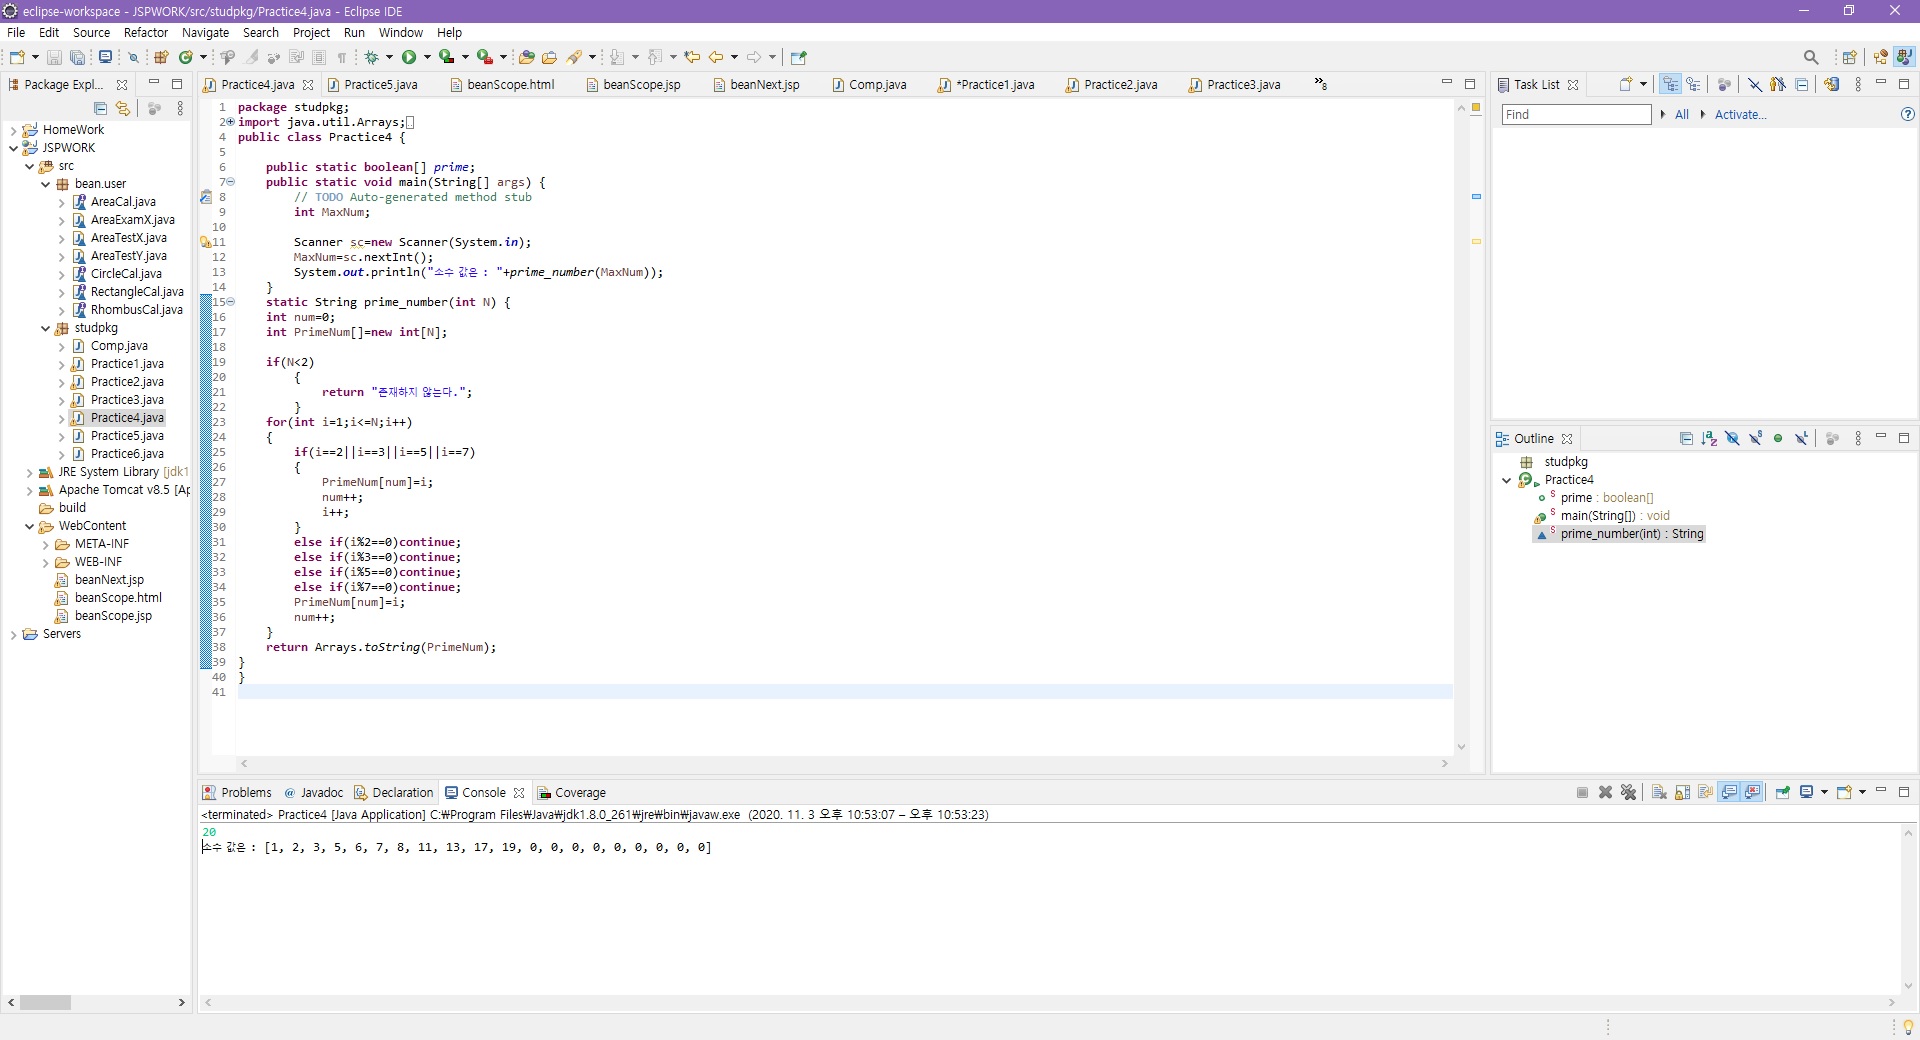 eclipse-workspace - JSPWORK/src/studpkg/Practice4.java - Eclipse IDE
File Edit Source Refactor Navigate Search Project Run Window Help
Package Expl...
HomeWork
JSPWORK
src
bean.user
AreaCal.java
AreaExamX.java
AreaTestX.java
AreaTestY.java
CircleCal.java
RectangleCal.java
RhombusCal.java
studpkg
Comp.java
Practice1.java
Practice2.java
Practice3.java
Practice4.java
Practice5.java
Practice6.java
JRE System Library [jdk1
Apache Tomcat v8.5 [Ap
build
WebContent
META-INF
WEB-INF
beanNext.jsp
beanScope.html
beanScope.jsp
Servers
Practice4.java Practice5.java beanScope.html beanScope.jsp beanNext.jsp Comp.java *Practice1.java Practice2.java Practice3.java »8
1 package studpkg;
2 import java.util.Arrays;
4 public class Practice4 {
5
6 public static boolean[] prime;
7 public static void main(String[] args) {
8 // TODO Auto-generated method stub
9 int MaxNum;
10
11 Scanner sc=new Scanner(System.in);
12 MaxNum=sc.nextInt();
13 System.out.println("소수 값은 : "+prime_number(MaxNum));
14 }
15 static String prime_number(int N) {
16 int num=0;
17 int PrimeNum[]=new int[N];
18
19 if(N<2)
20 {
21 return "존재하지 않는다.";
22 }
23 for(int i=1;i<=N;i++)
24 {
25 if(i==2||i==3||i==5||i==7)
26 {
27 PrimeNum[num]=i;
28 num++;
29 i++;
30 }
31 else if(i%2==0)continue;
32 else if(i%3==0)continue;
33 else if(i%5==0)continue;
34 else if(i%7==0)continue;
35 PrimeNum[num]=i;
36 num++;
37 }
38 return Arrays.toString(PrimeNum);
39 }
40 }
41
Task List
Find All Activate...
Outline
studpkg
Practice4
prime : boolean[]
main(String[]) : void
prime_number(int) : String
Problems @ Javadoc Declaration Console Coverage
<terminated> Practice4 [Java Application] C:₩Program Files₩Java₩jdk1.8.0_261₩jre₩bin₩javaw.exe (2020. 11. 3 오후 10:53:07 – 오후 10:53:23)
20
소수 값은 : [1, 2, 3, 5, 6, 7, 8, 11, 13, 17, 19, 0, 0, 0, 0, 0, 0, 0, 0, 0]